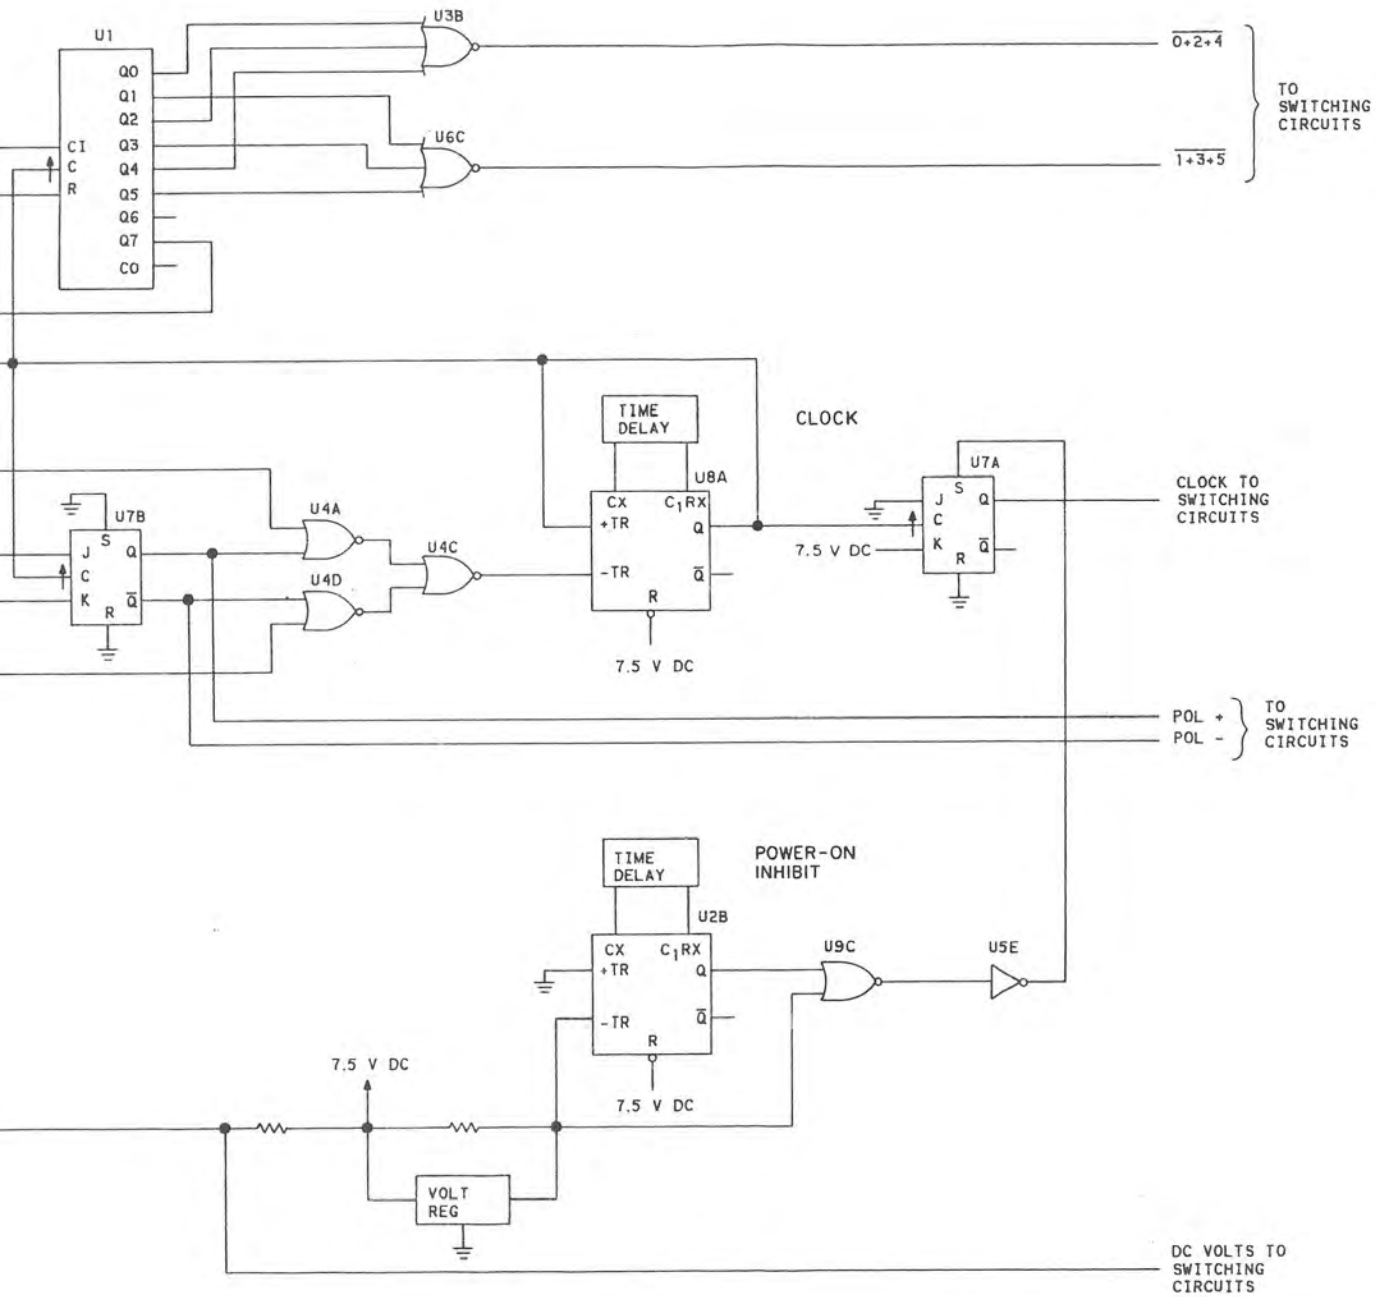 U1
Q0
Q1
Q2
Q3
Q4
Q5
Q6
Q7
CO
CI
C
R
U3B
U6C
0+2+4
1+3+5
TO
SWITCHING
CIRCUITS
TIME
DELAY
CLOCK
U8A
CX
C1RX
+TR
Q
-TR
Q̅
R
7.5 V DC
U7B
S
J
Q
C
K
Q̅
R
U4A
U4D
U4C
U7A
S
J
Q
C
7.5 V DC
K
Q̅
R
CLOCK TO
SWITCHING
CIRCUITS
POL +
POL -
TO
SWITCHING
CIRCUITS
TIME
DELAY
POWER-ON
INHIBIT
U2B
CX
C1RX
+TR
Q
-TR
Q̅
R
7.5 V DC
U9C
U5E
7.5 V DC
VOLT
REG
DC VOLTS TO
SWITCHING
CIRCUITS